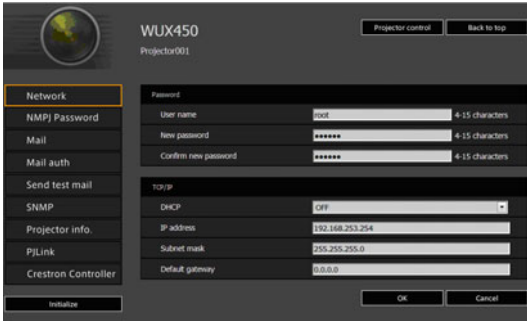 WUX450
Projector001
Projector control
Back to top
Network
NMPJ Password
Mail
Mail auth
Send test mail
SNMP
Projector info.
PJLink
Crestron Controller
Initialize
Password
User name root 4-15 characters
New password •••••• 4-15 characters
Confirm new password •••••• 4-15 characters
TCP/IP
DHCP OFF
IP address 192.168.253.254
Subnet mask 255.255.255.0
Default gateway 0.0.0.0
OK
Cancel